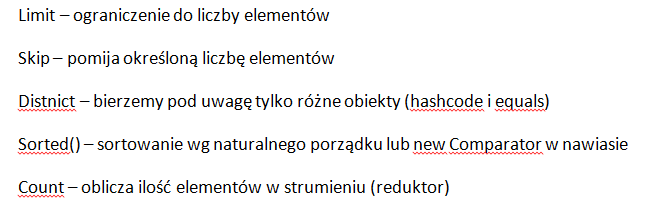 Limit – ograniczenie do liczby elementów
Skip – pomija określoną liczbę elementów
Distnict – bierzemy pod uwagę tylko różne obiekty (hashcode i equals)
Sorted() – sortowanie wg naturalnego porządku lub new Comparator w nawiasie
Count – oblicza ilość elementów w strumieniu (reduktor)